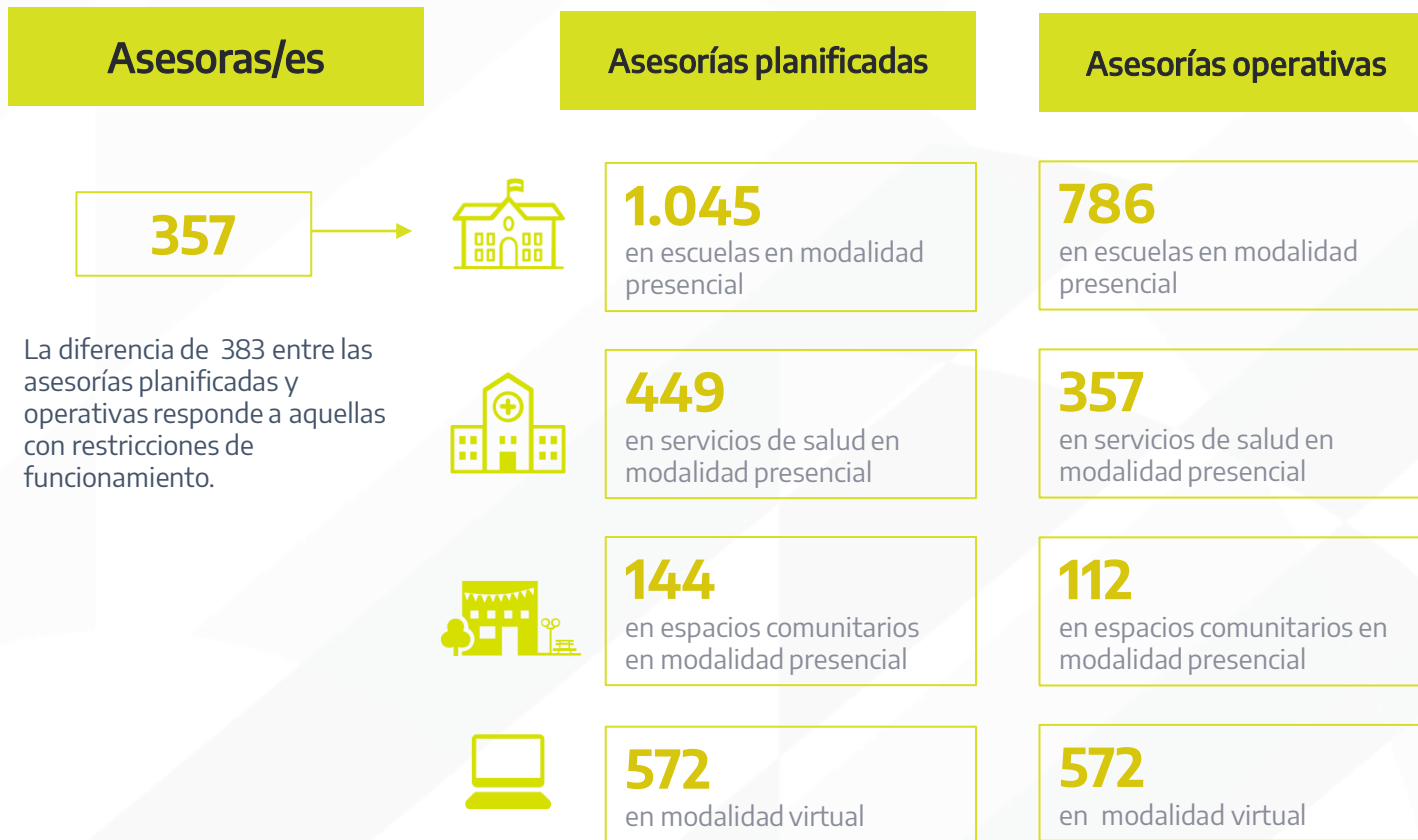 Asesoras/es
357
La diferencia de 383 entre las
asesorías planificadas y
operativas responde a aquellas
con restricciones de
funcionamiento.
Asesorías planificadas
1.045
en escuelas en modalidad
presencial
449
en servicios de salud en
modalidad presencial
144
en espacios comunitarios
en modalidad presencial
572
en modalidad virtual
Asesorías operativas
786
en escuelas en modalidad
presencial
357
en servicios de salud en
modalidad presencial
112
en espacios comunitarios en
modalidad presencial
572
en modalidad virtual